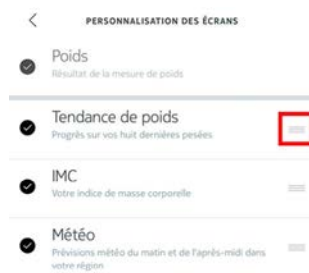 PERSONNALISATION DES ÉCRANS
Poids
Résultat de la mesure de poids
Tendance de poids
Progrès sur vos huit dernières pesées
IMC
Votre indice de masse corporelle
Météo
Prévisions météo du matin et de l'après-midi dans
votre région